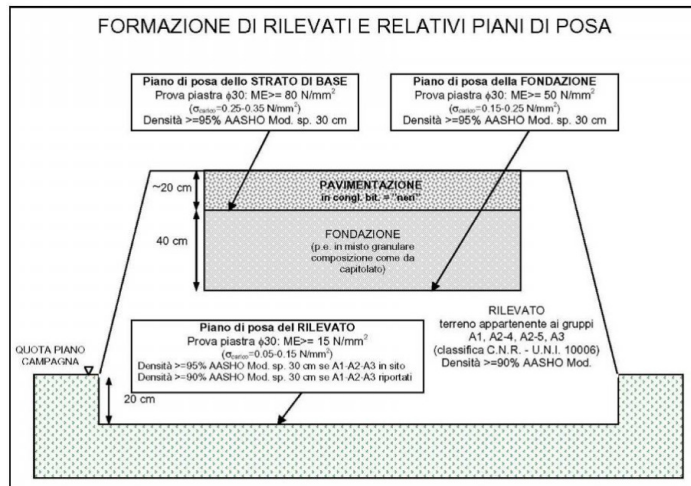 FORMAZIONE DI RILEVATI E RELATIVI PIANI DI POSA
Piano di posa dello STRATO DI BASE
Prova piastra ϕ30: ME>= 80 N/mm²
(σcarico=0.25-0.35 N/mm²)
Densità >=95% AASHO Mod. sp. 30 cm
Piano di posa della FONDAZIONE
Prova piastra ϕ30: ME>= 50 N/mm²
(σcarico=0.15-0.25 N/mm²)
Densità >=95% AASHO Mod. sp. 30 cm
~20 cm
PAVIMENTAZIONE
in congl. bit. = "neri"
40 cm
FONDAZIONE
(p.e. in misto granulare
composizione come da
capitolato)
RILEVATO
terreno appartenente ai gruppi
A1, A2-4, A2-5, A3
(classifica C.N.R. - U.N.I. 10006)
Densità >=90% AASHO Mod.
Piano di posa del RILEVATO
Prova piastra ϕ30: ME>= 15 N/mm²
(σcarico=0.05-0.15 N/mm²)
Densità >=95% AASHO Mod. sp. 30 cm se A1-A2-A3 in sito
Densità >=90% AASHO Mod. sp. 30 cm se A1-A2-A3 riportati
QUOTA PIANO
CAMPAGNA
20 cm